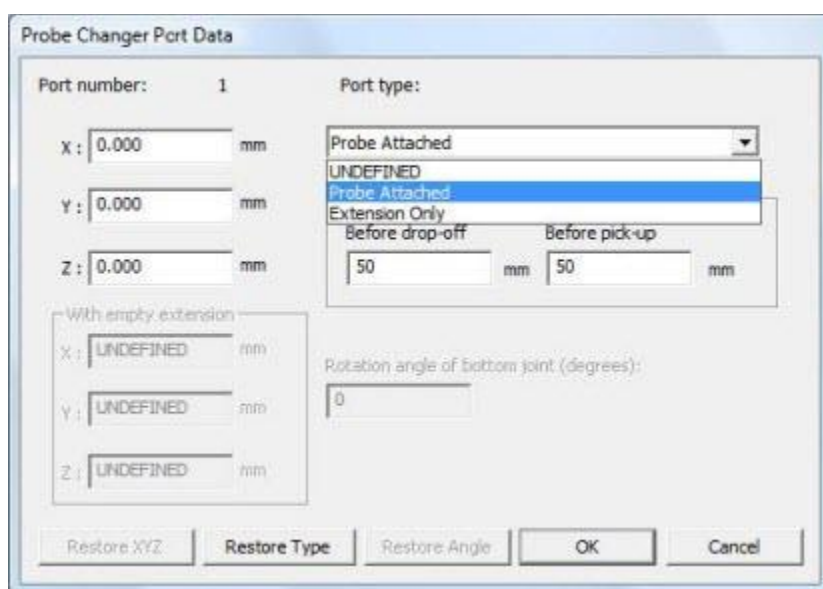 Probe Changer Port Data
Port number: 1 Port type:
X : 0.000 mm Probe Attached
UNDEFINED
Y : 0.000 mm Probe Attached
Extension Only
Before drop-off Before pick-up
Z : 0.000 mm 50 mm 50 mm
With empty extension
X : UNDEFINED mm Rotation angle of bottom joint (degrees):
Y : UNDEFINED mm 0
Z : UNDEFINED mm
Restore XYZ Restore Type Restore Angle OK Cancel